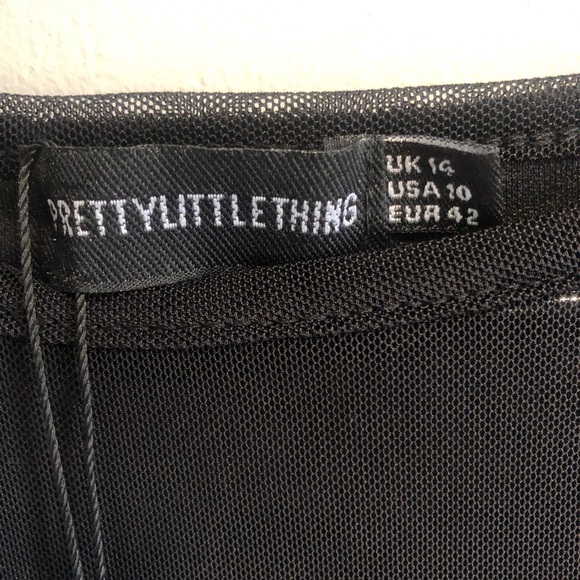 PRETTYLITTLETHING
UK 14
USA 10
EUR 42